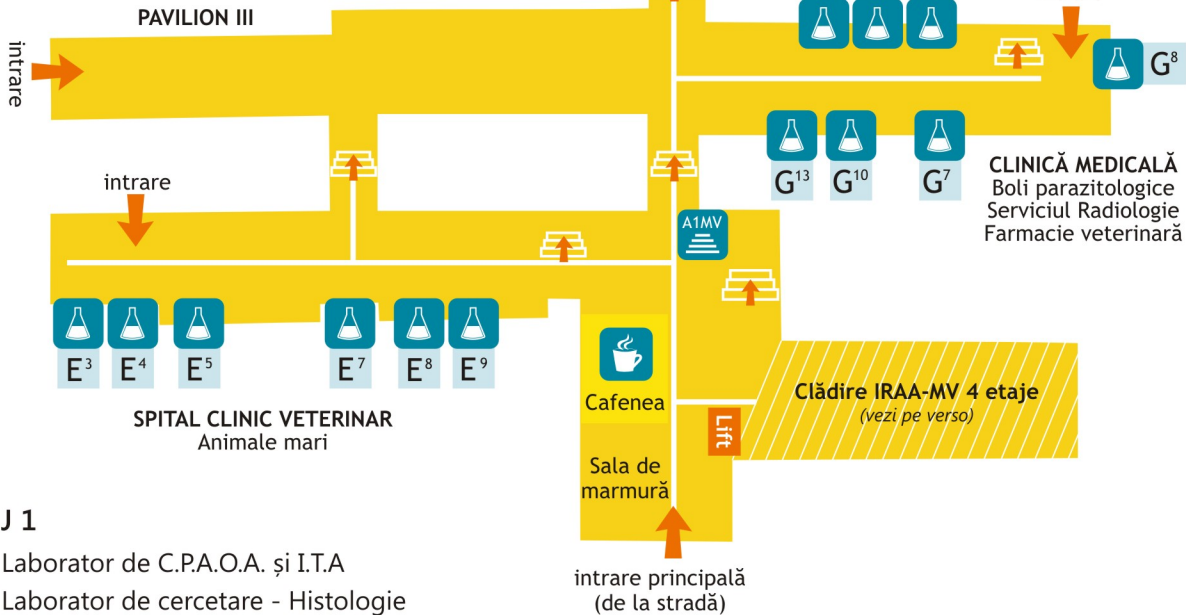 PAVILION III
intrare
G⁸
G¹³
G¹⁰
G⁷
CLINICĂ MEDICALĂ
Boli parazitologice
Serviciul Radiologie
Farmacie veterinară
intrare
A1MV
E³
E⁴
E⁵
E⁷
E⁸
E⁹
SPITAL CLINIC VETERINAR
Animale mari
Cafenea
Clădire IRAA-MV 4 etaje
(vezi pe verso)
Lift
Sala de
marmură
intrare principală
(de la stradă)
J 1
Laborator de C.P.A.O.A. și I.T.A
Laborator de cercetare - Histologie